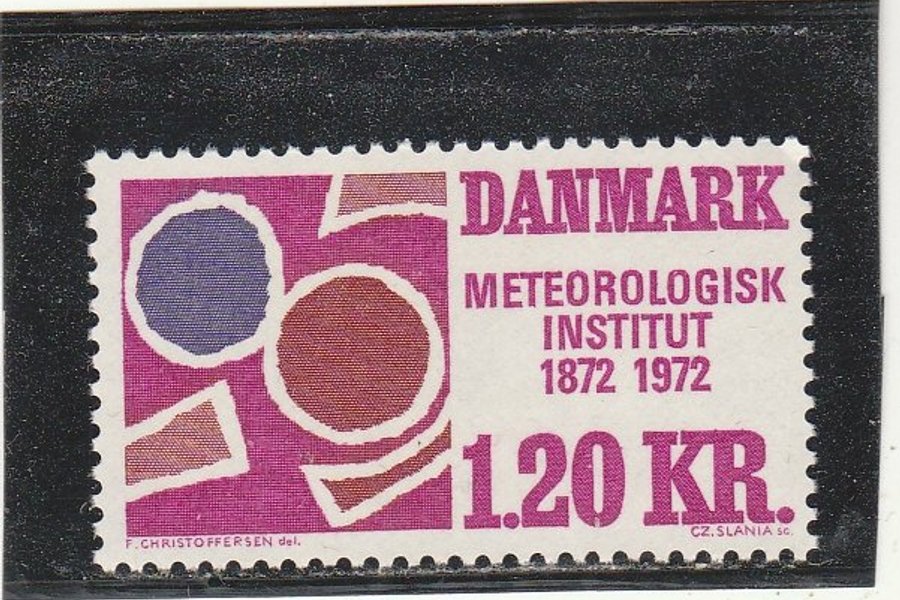 DANMARK
METEOROLOGISK
INSTITUT
1872 1972
1.20 KR.
F. CHRISTOFFERSEN del.
CZ. SLANIA sc.